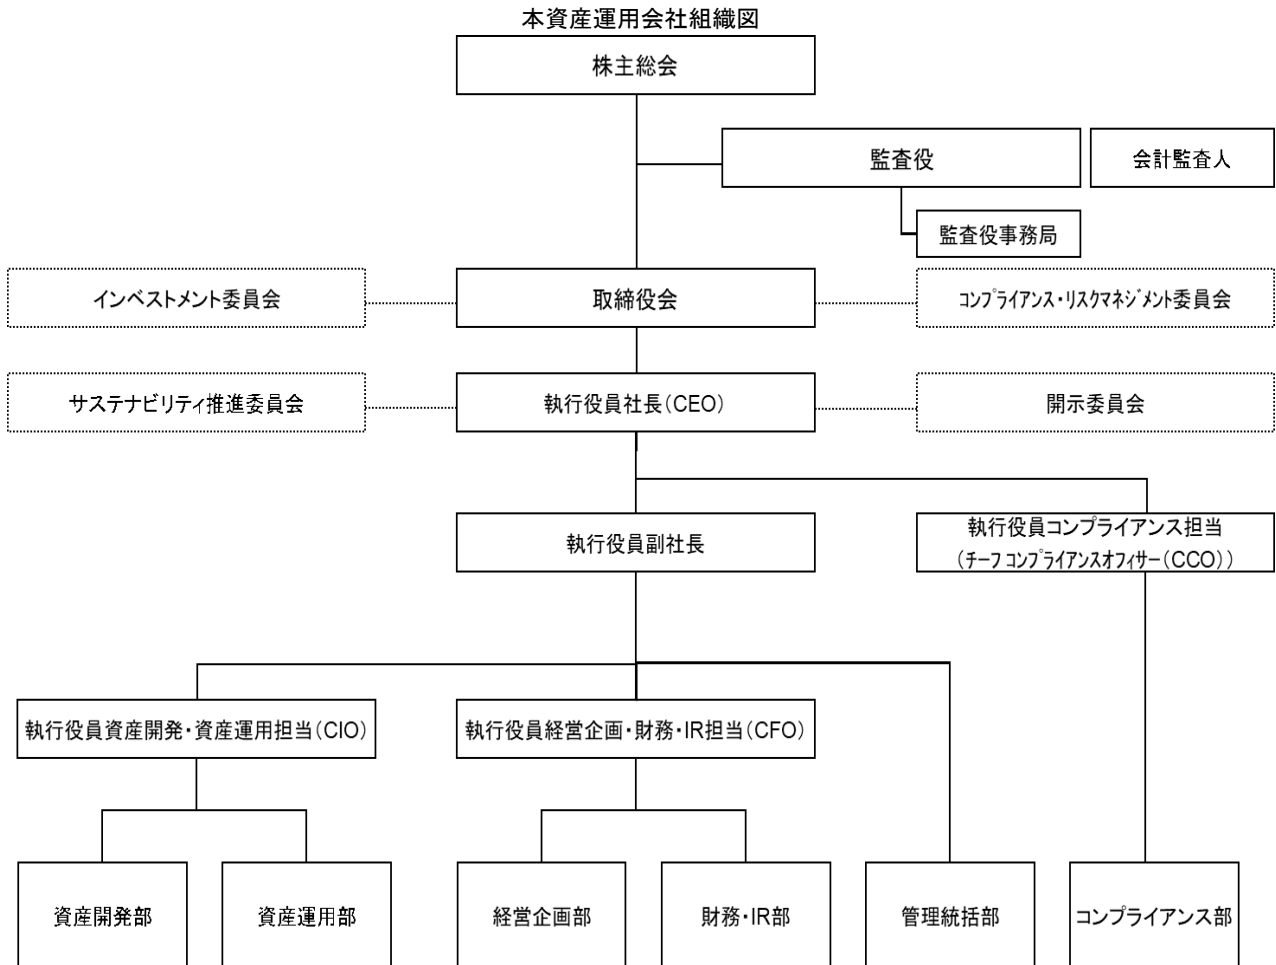 本資産運用会社組織図
株主総会
監査役
会計監査人
監査役事務局
インベストメント委員会
取締役会
コンプライアンス・リスクマネジメント委員会
サステナビリティ推進委員会
執行役員社長(CEO)
開示委員会
執行役員副社長
執行役員コンプライアンス担当
(チーフコンプライアンスオフィサー(CCO))
執行役員資産開発・資産運用担当(CIO)
執行役員経営企画・財務・IR担当(CFO)
資産開発部
資産運用部
経営企画部
財務・IR部
管理統括部
コンプライアンス部